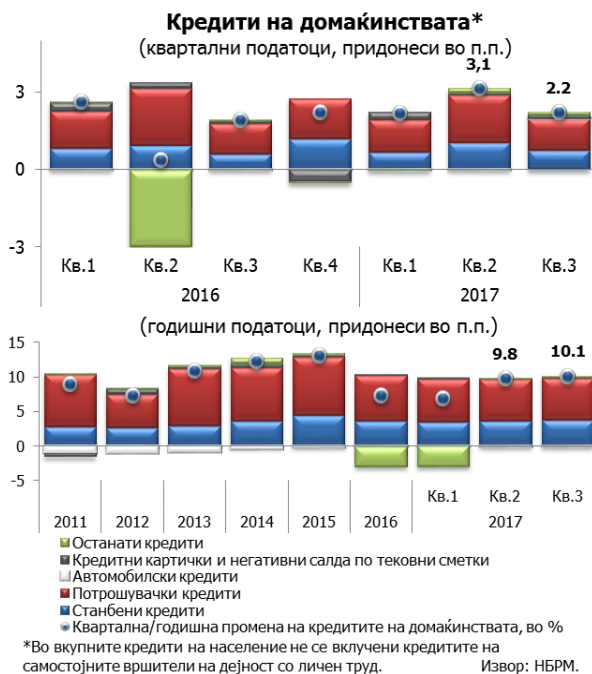 Кредити на домаќинствата*
(квартални податоци, придонеси во п.п.)
3,1
2.2
3
0
-3
Кв.1
Кв.2
Кв.3
Кв.4
Кв.1
Кв.2
Кв.3
2016
2017
(годишни податоци, придонеси во п.п.)
15
10
5
0
-5
9.8
10.1
Кв.1
Кв.2
Кв.3
2011
2012
2013
2014
2015
2016
2017
Останати кредити
Кредитни картички и негативни салда по тековни сметки
Автомобилски кредити
Потрошувачки кредити
Станбени кредити
Квартална/годишна промена на кредитите на домаќинствата, во %
*Во вкупните кредити на население не се вклучени кредитите на
самостојните вршители на дејност со личен труд. Извор: НБРМ.